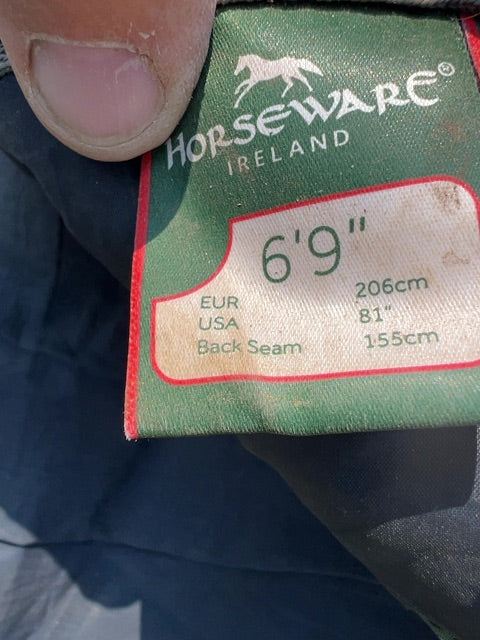 HORSEWARE®
IRELAND
6'9"
EUR 206cm
USA 81"
Back Seam 155cm